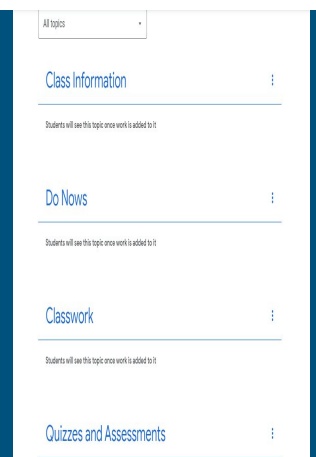 All topics
Class Information
Students will see this topic once work is added to it
Do Nows
Students will see this topic once work is added to it
Classwork
Students will see this topic once work is added to it
Quizzes and Assessments